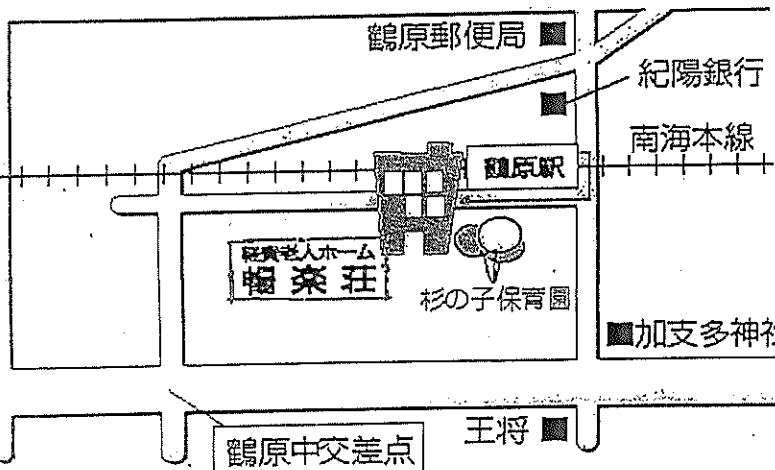 鶴原郵便局
紀陽銀行
南海本線
鶴原駅
軽費老人ホーム
楽荘
杉の子保育園
加支多神社
王将
鶴原中交差点